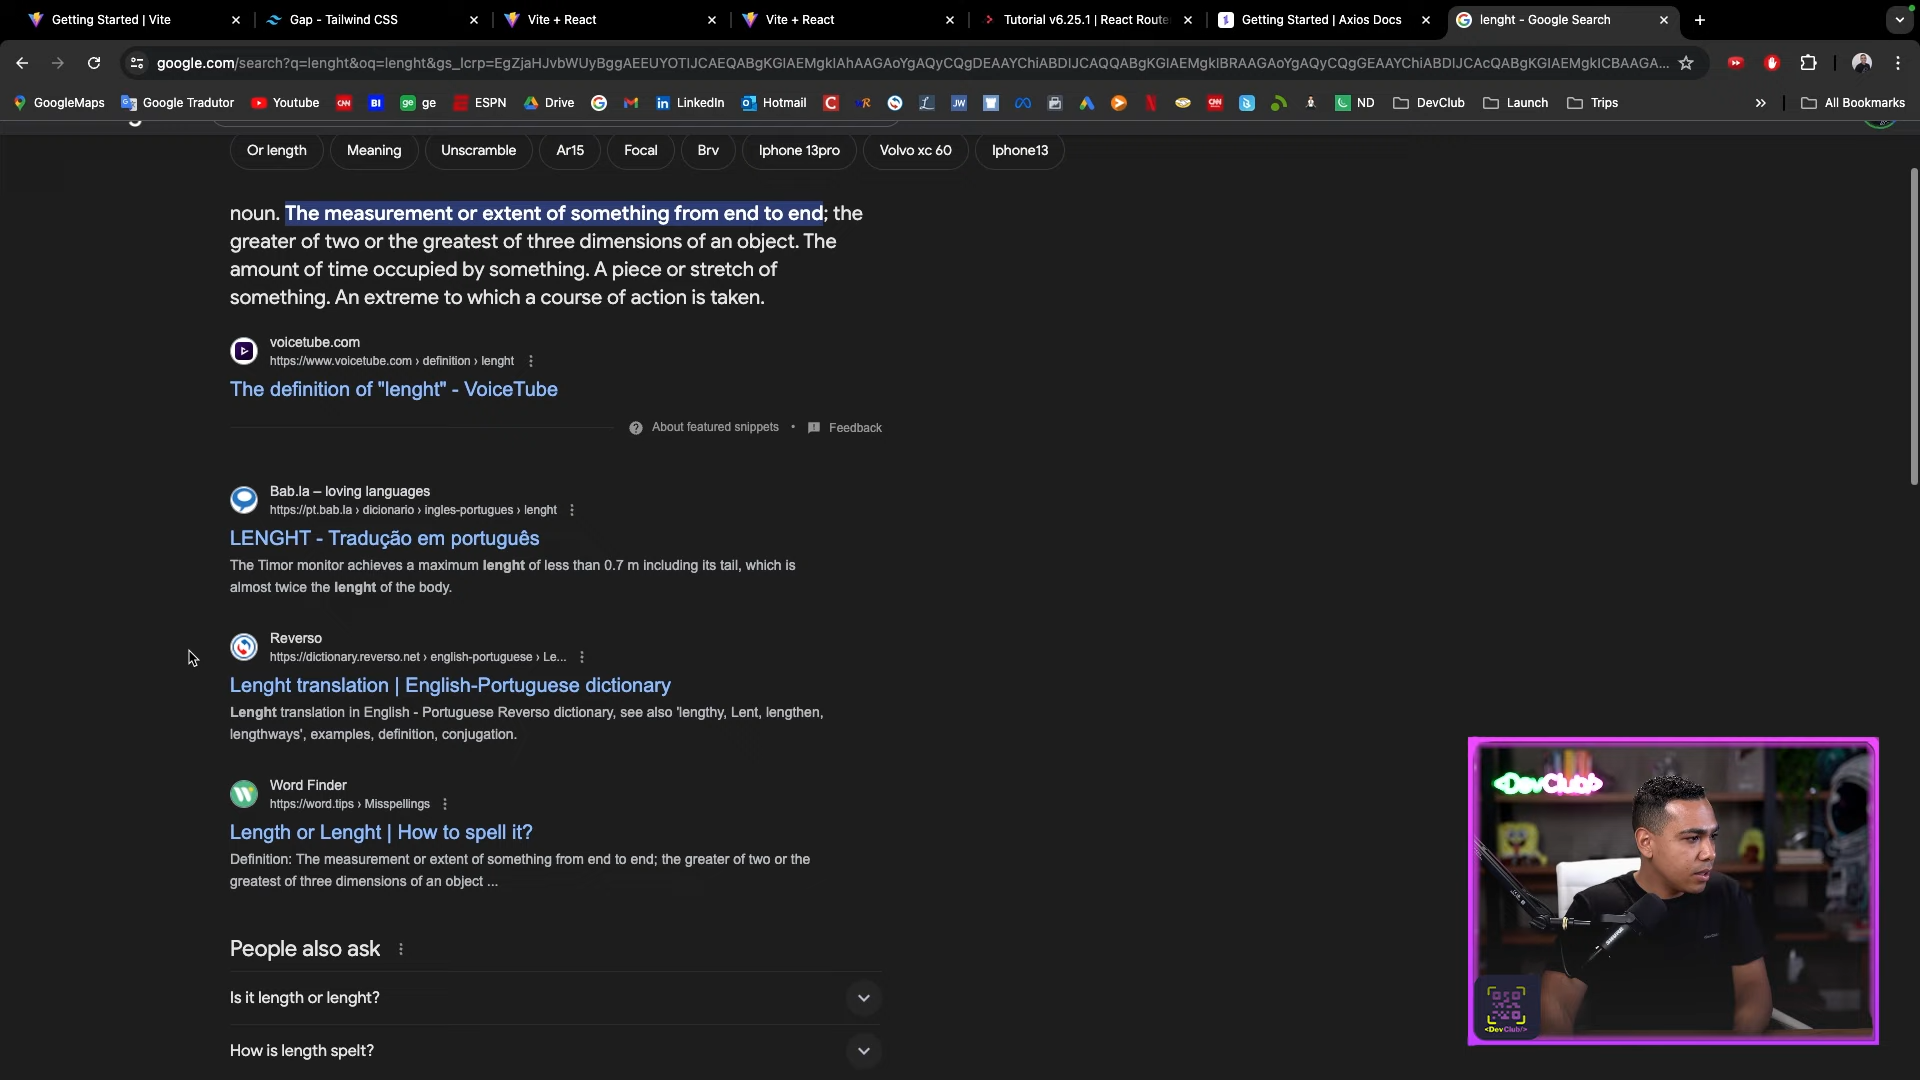 Getting Started | Vite
Gap - Tailwind CSS
Vite + React
Vite + React
Tutorial v6.25.1 | React Route
Getting Started | Axios Docs
lenght - Google Search
google.com/search?q=lenght&oq=lenght&gs_lcrp=EgZjaHJvbWUyBggAEEUYOTIJCAEQABgKGIAEMgkIAhAAGAoYgAQyCQgDEAAYChiABDIJCAQQABgKGIAEMgkIBRAAGAoYgAQyCQgGEAAYChiABDIJCAcQABgKGIAEMgkICBAAGA...
GoogleMaps
Google Tradutor
Youtube
ge
ESPN
Drive
LinkedIn
Hotmail
ND
DevClub
Launch
Trips
»
All Bookmarks
Or length
Meaning
Unscramble
Ar15
Focal
Brv
Iphone 13pro
Volvo xc 60
Iphone13
noun. The measurement or extent of something from end to end; the
greater of two or the greatest of three dimensions of an object. The
amount of time occupied by something. A piece or stretch of
something. An extreme to which a course of action is taken.
voicetube.com
https://www.voicetube.com › definition › lenght
The definition of "lenght" - VoiceTube
About featured snippets • Feedback
Bab.la – loving languages
https://pt.bab.la › dicionario › ingles-portugues › lenght
LENGHT - Tradução em português
The Timor monitor achieves a maximum lenght of less than 0.7 m including its tail, which is
almost twice the lenght of the body.
Reverso
https://dictionary.reverso.net › english-portuguese › Le...
Lenght translation | English-Portuguese dictionary
Lenght translation in English - Portuguese Reverso dictionary, see also 'lengthy, Lent, lengthen,
lengthways', examples, definition, conjugation.
Word Finder
https://word.tips › Misspellings
Length or Lenght | How to spell it?
Definition: The measurement or extent of something from end to end; the greater of two or the
greatest of three dimensions of an object ...
People also ask
Is it length or lenght?
How is length spelt?
<DevClub/>
<DevClub/>